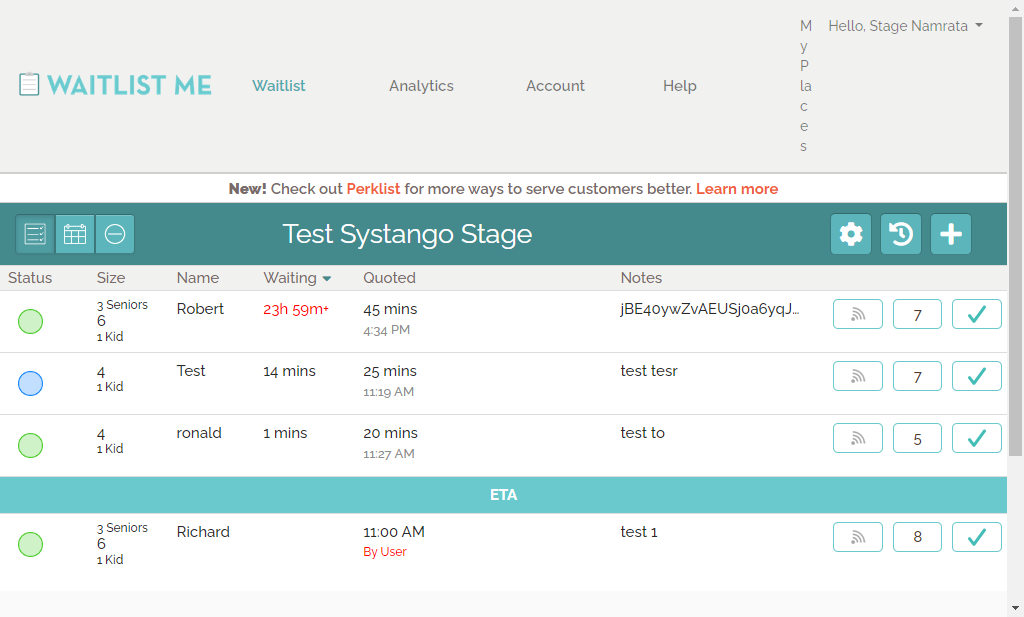 WAITLIST ME
Waitlist
Analytics
Account
Help
My Places
Hello, Stage Namrata
New! Check out Perklist for more ways to serve customers better. Learn more
Test Systango Stage
Status Size Name Waiting Quoted Notes
3 Seniors
6
1 Kid
Robert
23h 59m+
45 mins
4:34 PM
jBE40ywZvAEUSj0a6yqJ...
7
4
1 Kid
Test
14 mins
25 mins
11:19 AM
test tesr
7
4
1 Kid
ronald
1 mins
20 mins
11:27 AM
test to
5
ETA
3 Seniors
6
1 Kid
Richard
11:00 AM
By User
test 1
8